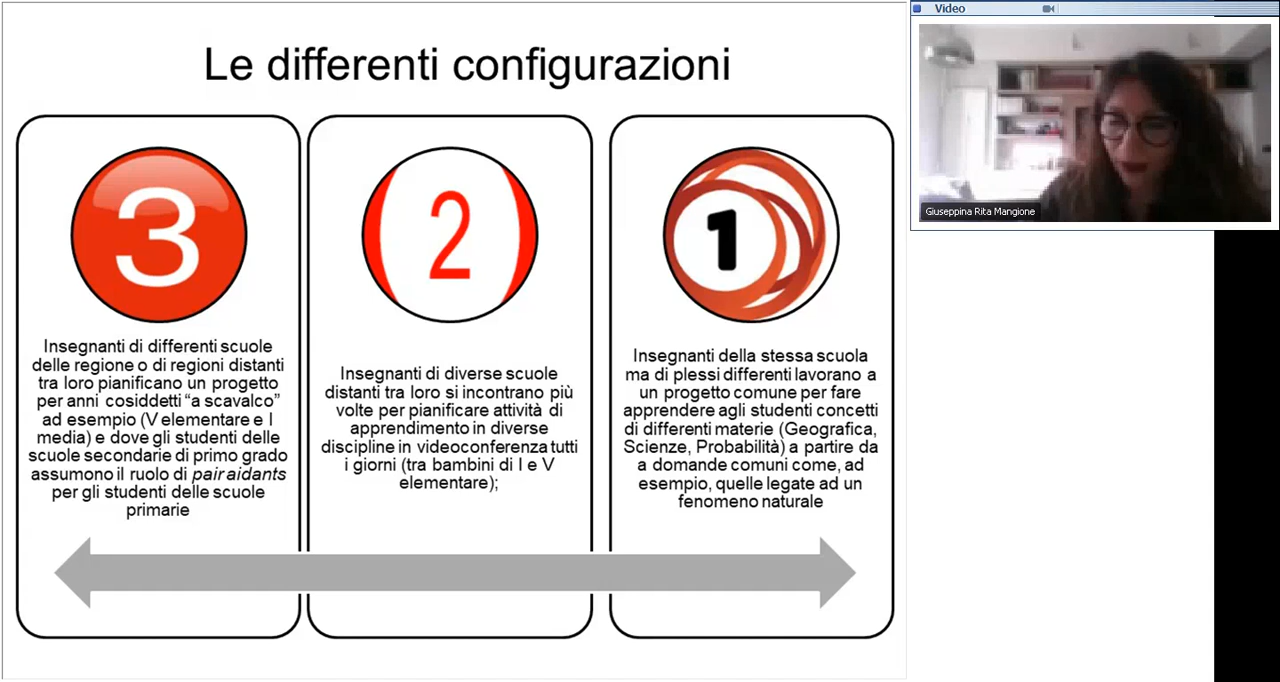 Le differenti configurazioni
3
Insegnanti di differenti scuole
delle regione o di regioni distanti
tra loro pianificano un progetto
per anni cosiddetti “a scavalco”
ad esempio (V elementare e I
media) e dove gli studenti delle
scuole secondarie di primo grado
assumono il ruolo di pair aidants
per gli studenti delle scuole
primarie
2
Insegnanti di diverse scuole
distanti tra loro si incontrano più
volte per pianificare attività di
apprendimento in diverse
discipline in videoconferenza tutti
i giorni (tra bambini di I e V
elementare);
1
Insegnanti della stessa scuola
ma di plessi differenti lavorano a
un progetto comune per fare
apprendere agli studenti concetti
di differenti materie (Geografica,
Scienze, Probabilità) a partire da
a domande comuni come, ad
esempio, quelle legate ad un
fenomeno naturale
Video
Giuseppina Rita Mangione